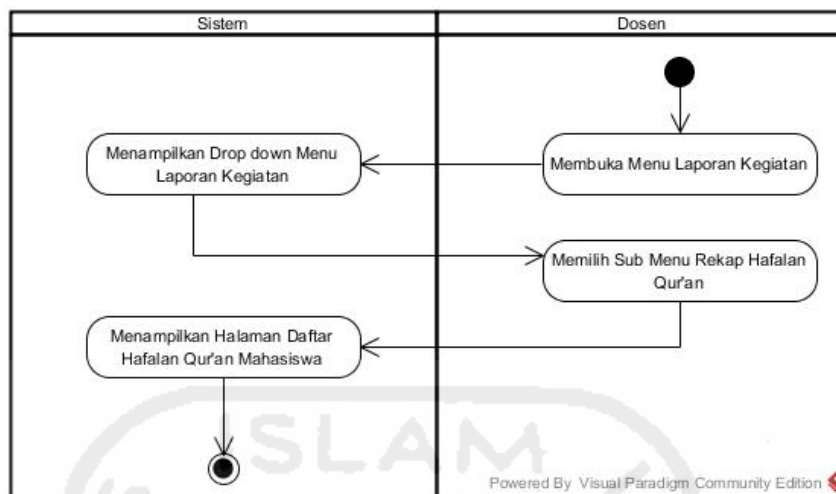 Sistem
Dosen
Menampilkan Drop down Menu
Laporan Kegiatan
Membuka Menu Laporan Kegiatan
Memilih Sub Menu Rekap Hafalan
Qur'an
Menampilkan Halaman Daftar
Hafalan Qur'an Mahasiswa
ISLAM
Powered By Visual Paradigm Community Edition